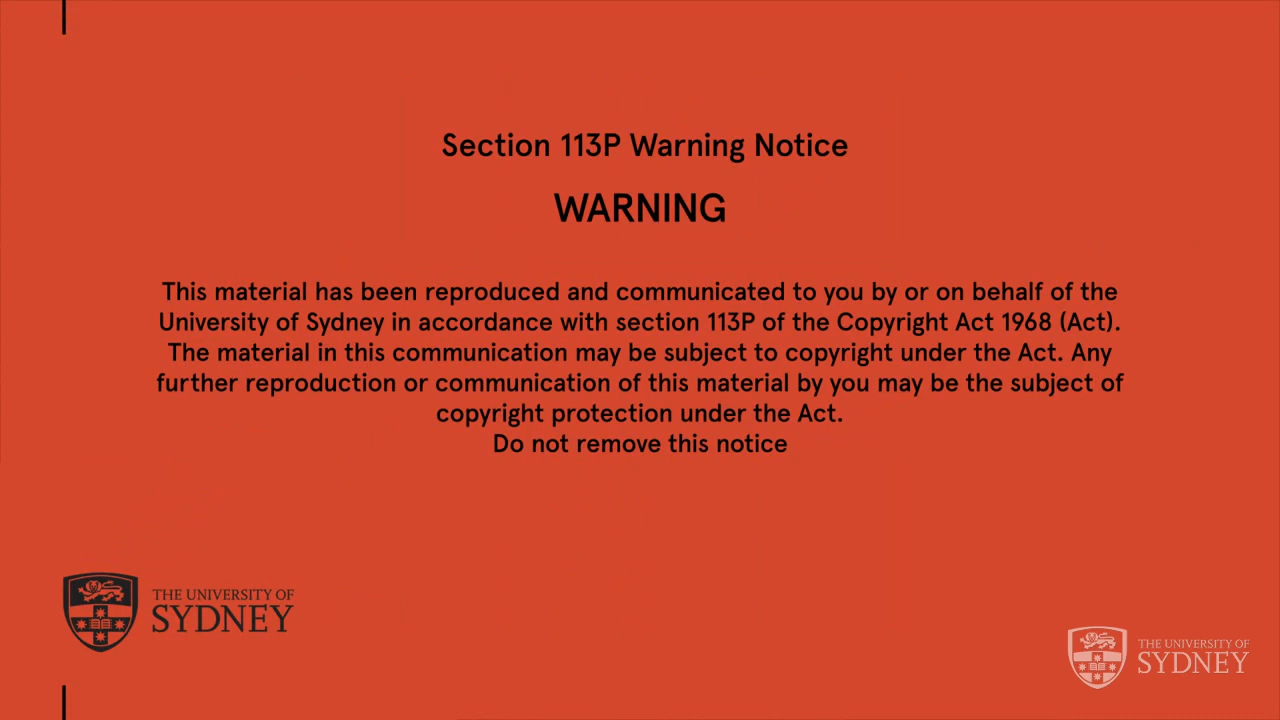 Section 113P Warning Notice
WARNING
This material has been reproduced and communicated to you by or on behalf of the
University of Sydney in accordance with section 113P of the Copyright Act 1968 (Act).
The material in this communication may be subject to copyright under the Act. Any
further reproduction or communication of this material by you may be the subject of
copyright protection under the Act.
Do not remove this notice
THE UNIVERSITY OF
SYDNEY
THE UNIVERSITY OF
SYDNEY